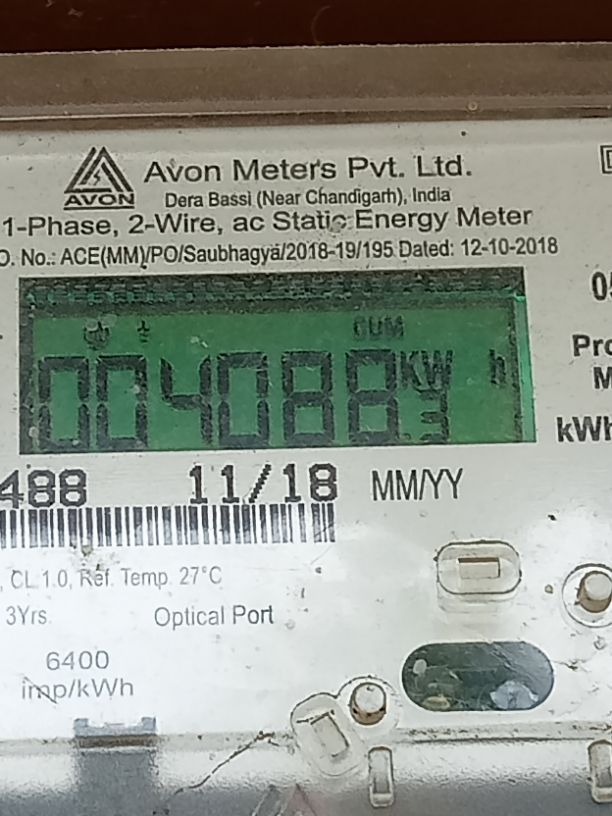 AVON
Avon Meters Pvt. Ltd.
Dera Bassi (Near Chandigarh), India
1-Phase, 2-Wire, ac Static Energy Meter
O. No.: ACE(MM)/PO/Saubhagya/2018-19/195 Dated: 12-10-2018
CUM
004088.3 KW h
kWh
488 11/18 MM/YY
, CL 1.0, Ref. Temp. 27°C
3Yrs. Optical Port
6400
imp/kWh